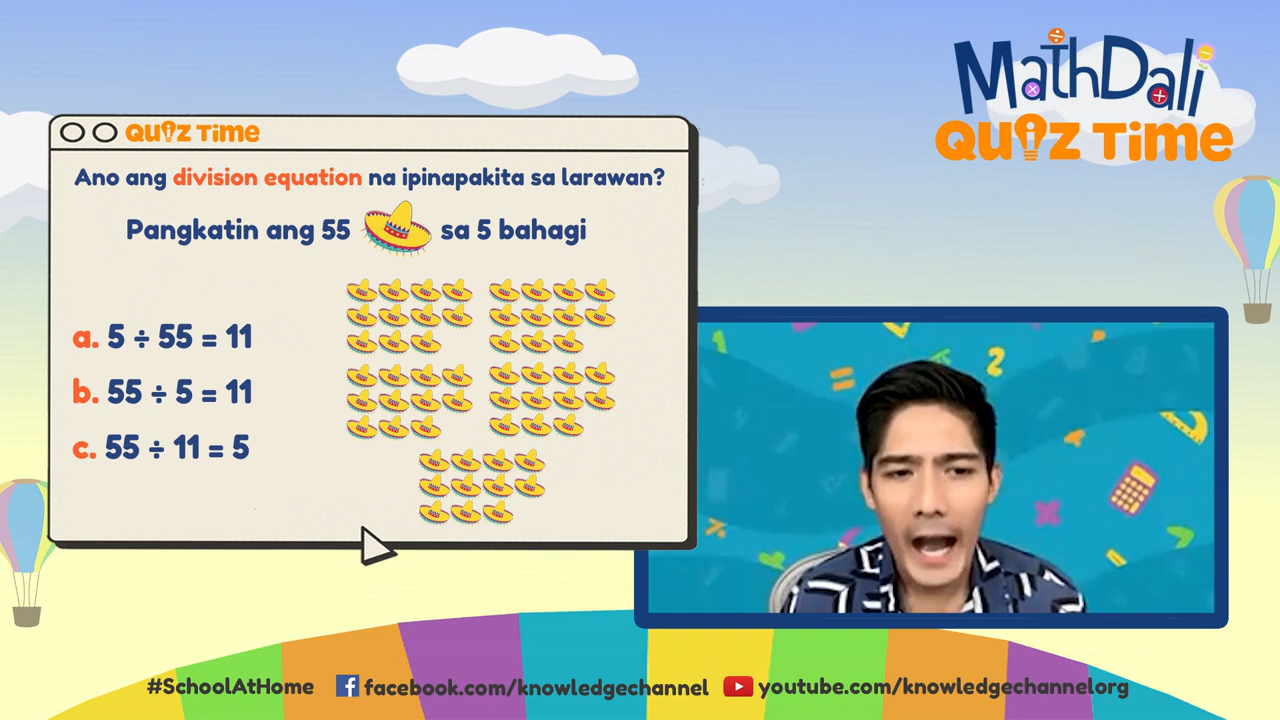 MathDali
Quiz Time
Quiz Time
Ano ang division equation na ipinapakita sa larawan?
Pangkatin ang 55 sa 5 bahagi
a. 5 ÷ 55 = 11
b. 55 ÷ 5 = 11
c. 55 ÷ 11 = 5
#SchoolAtHome facebook.com/knowledgechannel youtube.com/knowledgechannelorg